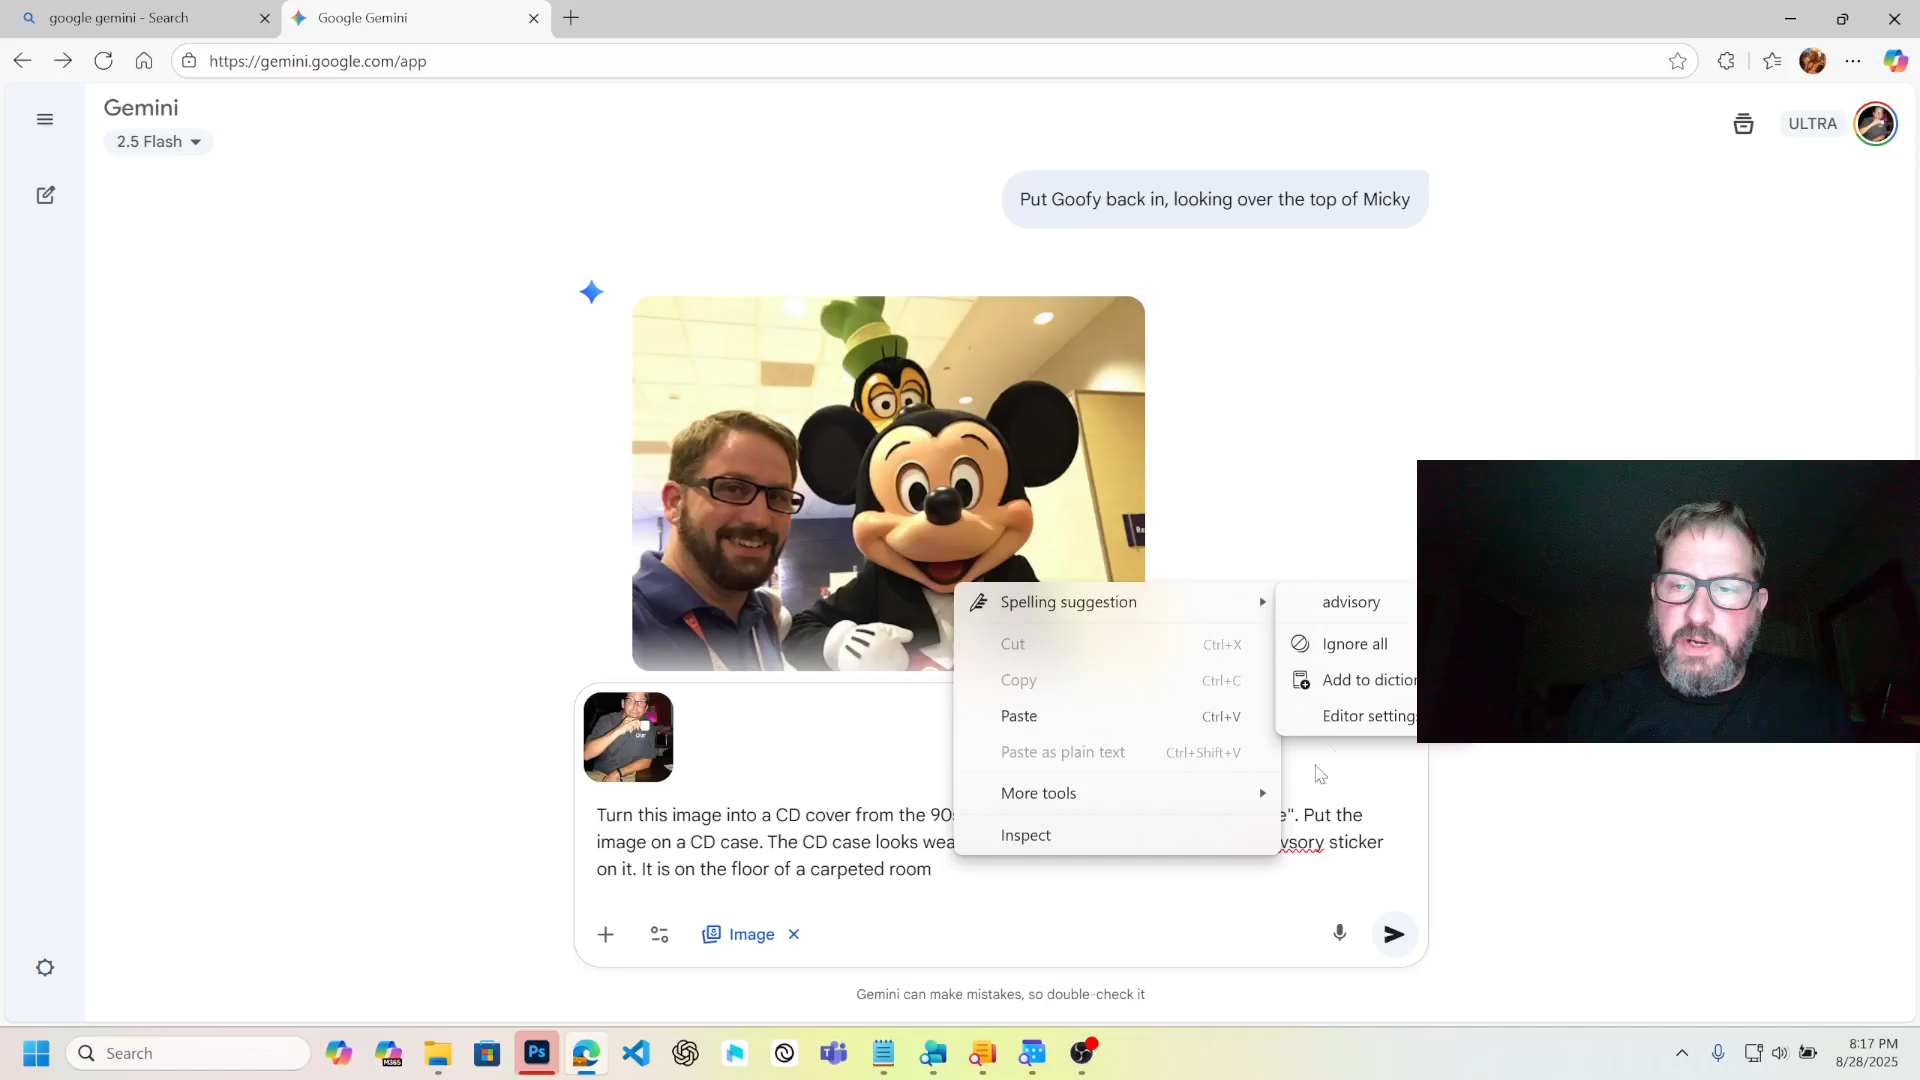 google gemini - Search
Google Gemini
https://gemini.google.com/app
Gemini
2.5 Flash
ULTRA
Put Goofy back in, looking over the top of Micky
Spelling suggestion
advisory
Cut Ctrl+X
Ignore all
Copy Ctrl+C
Add to diction
Paste Ctrl+V
Editor settings
Paste as plain text Ctrl+Shift+V
More tools
Inspect
Turn this image into a CD cover from the 90s e". Put the
image on a CD case. The CD case looks wea vsory sticker
on it. It is on the floor of a carpeted room
Image
Gemini can make mistakes, so double-check it
Search
M365
Ps
8:17 PM
8/28/2025